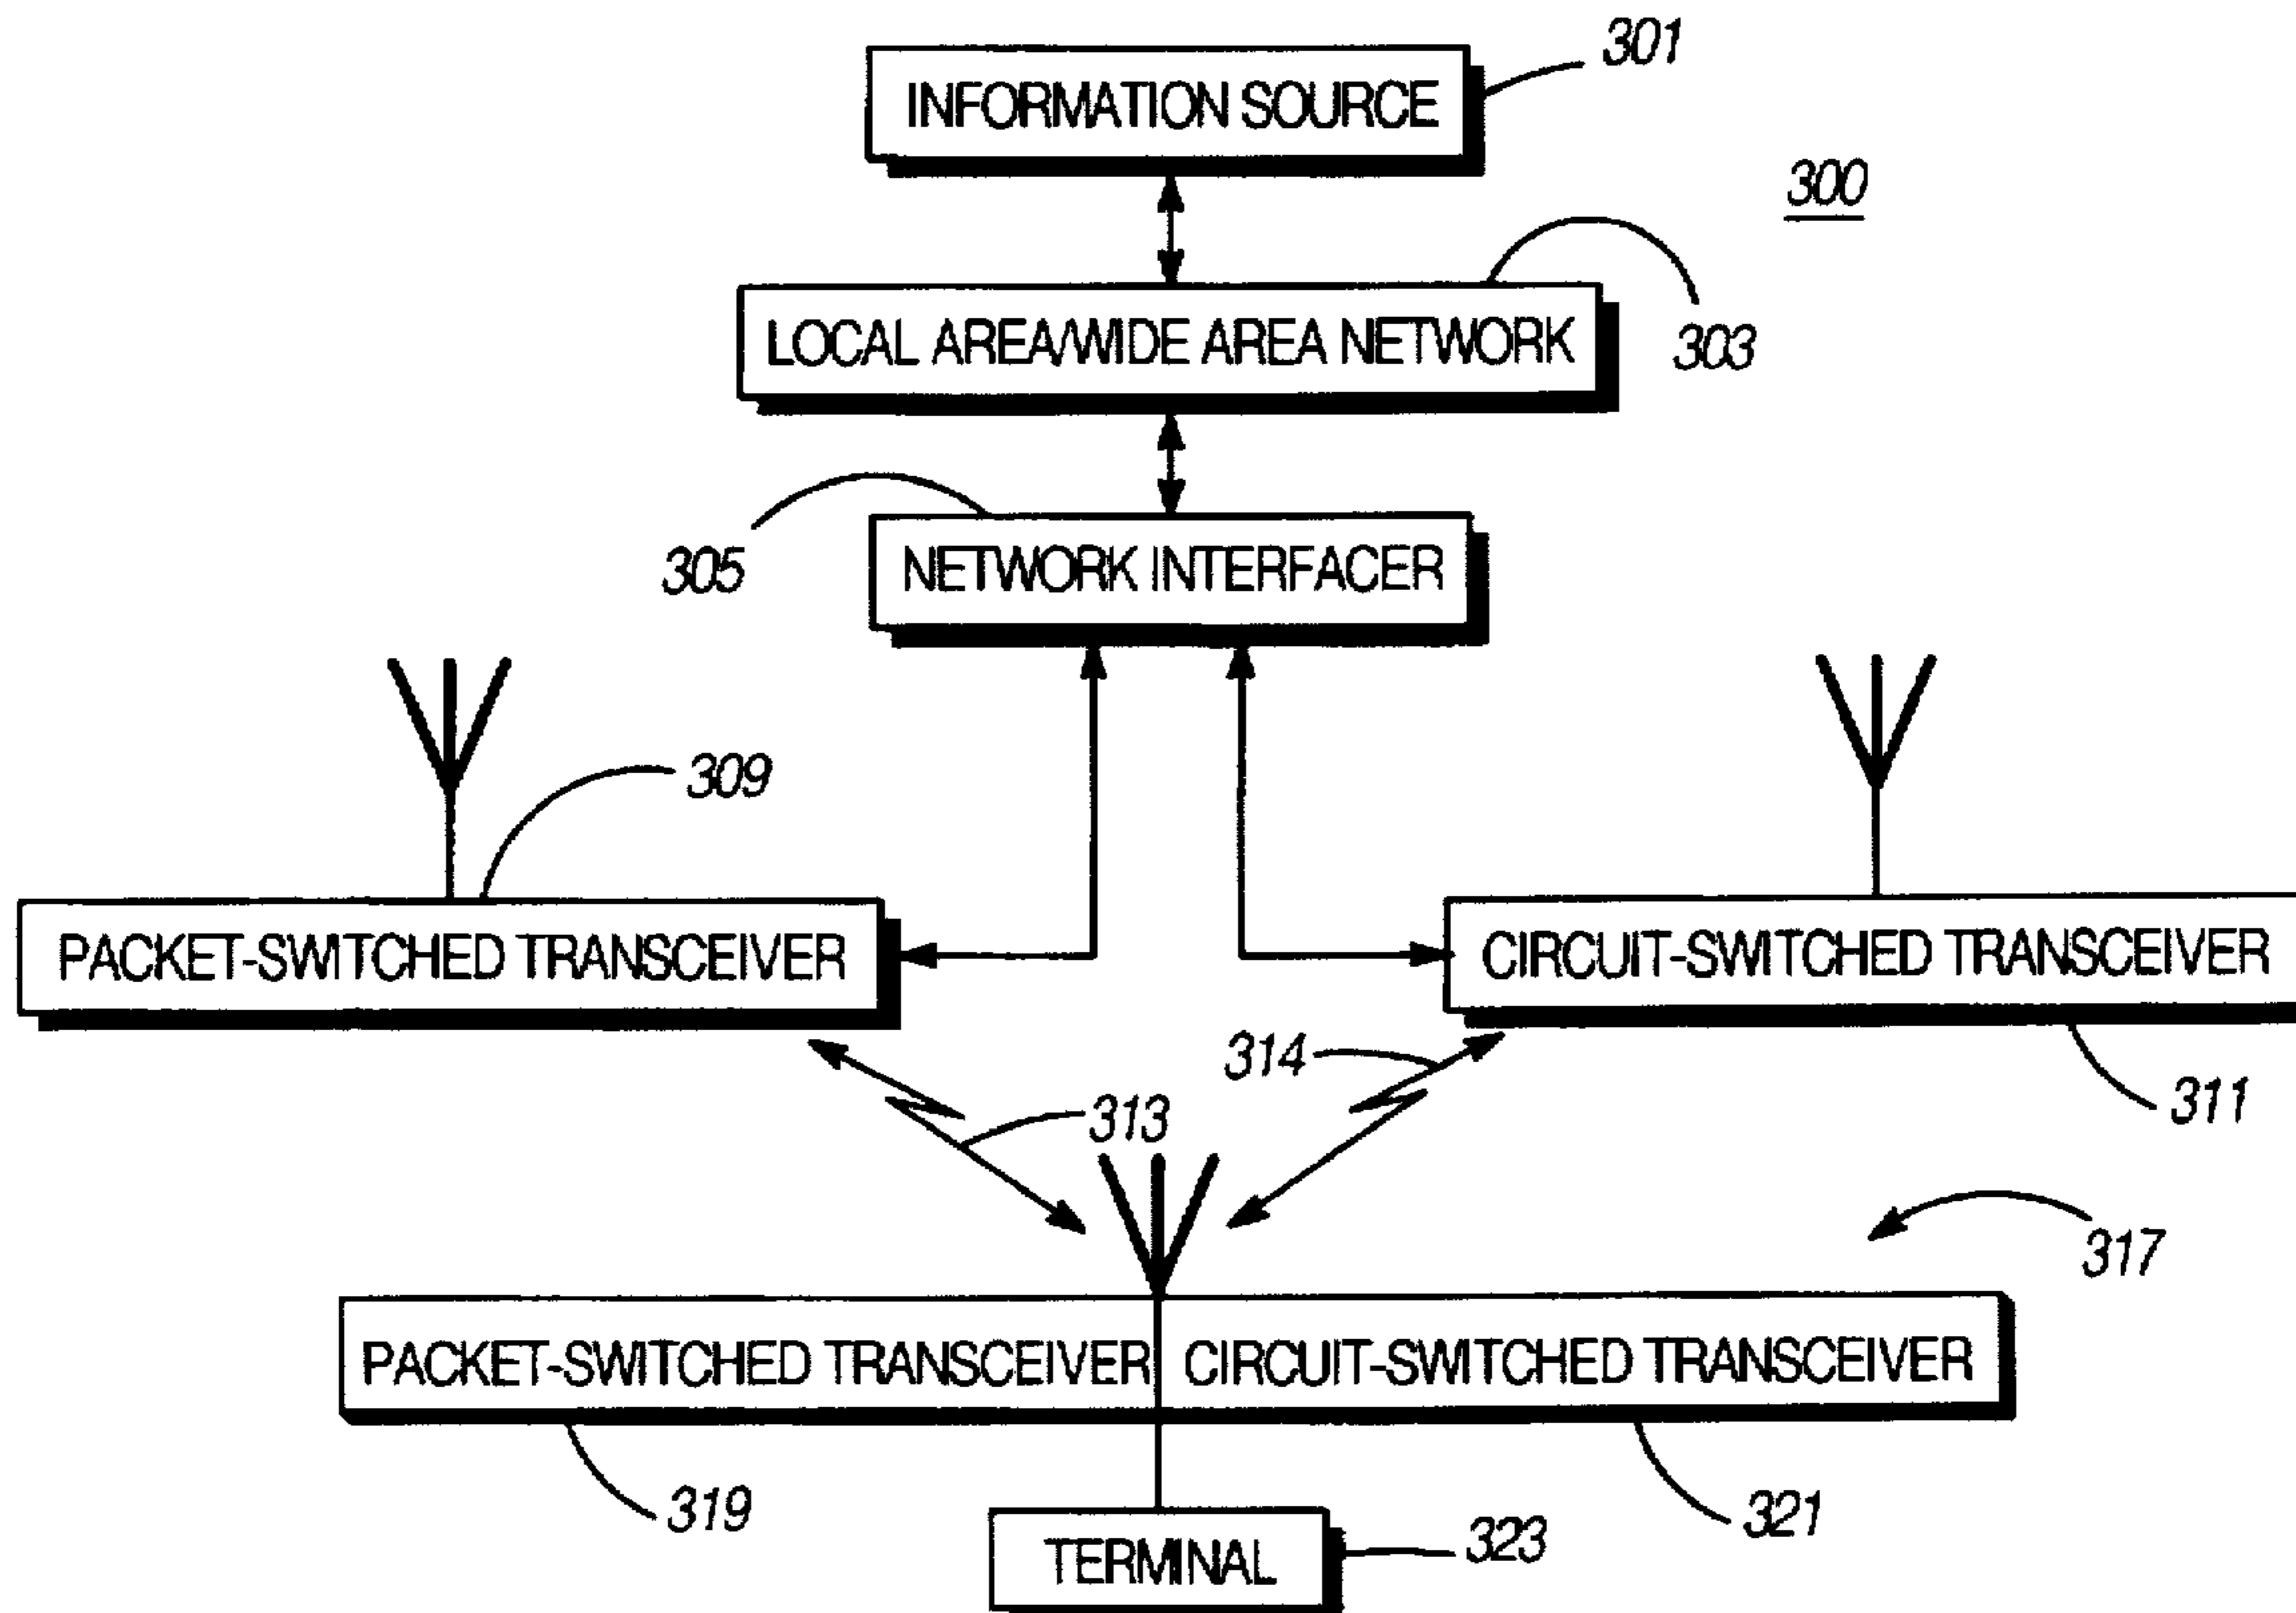 301
INFORMATION SOURCE
300
LOCAL AREA/WIDE AREA NETWORK
303
NETWORK INTERFACER
305
309
PACKET-SWITCHED TRANSCEIVER
CIRCUIT-SWITCHED TRANSCEIVER
314
313
311
317
PACKET-SWITCHED TRANSCEIVER
CIRCUIT-SWITCHED TRANSCEIVER
319
321
TERMINAL
323